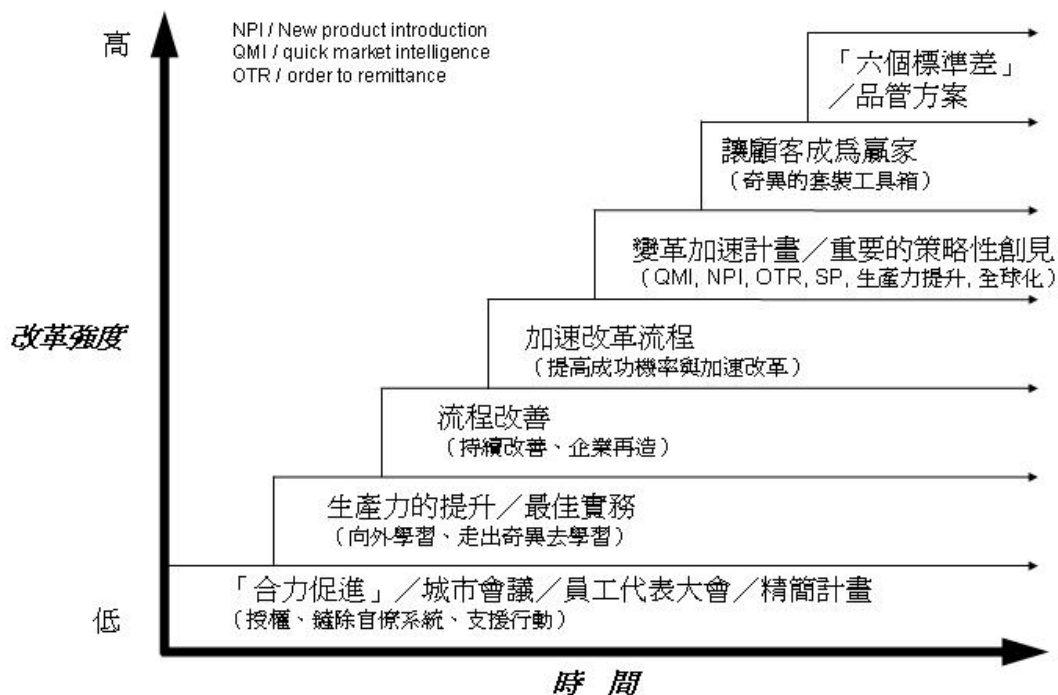 高
NPI / New product introduction
QMI / quick market intelligence
OTR / order to remittance
「六個標準差」
／品管方案
讓顧客成為贏家
（奇異的套裝工具箱）
變革加速計畫／重要的策略性創見
（QMI, NPI, OTR, SP, 生產力提升, 全球化）
改革強度
加速改革流程
（提高成功機率與加速改革）
流程改善
（持續改善、企業再造）
生產力的提升／最佳實務
（向外學習、走出奇異去學習）
「合力促進」／城市會議／員工代表大會／精簡計畫
（授權、鏟除官僚系統、支援行動）
低
時 間